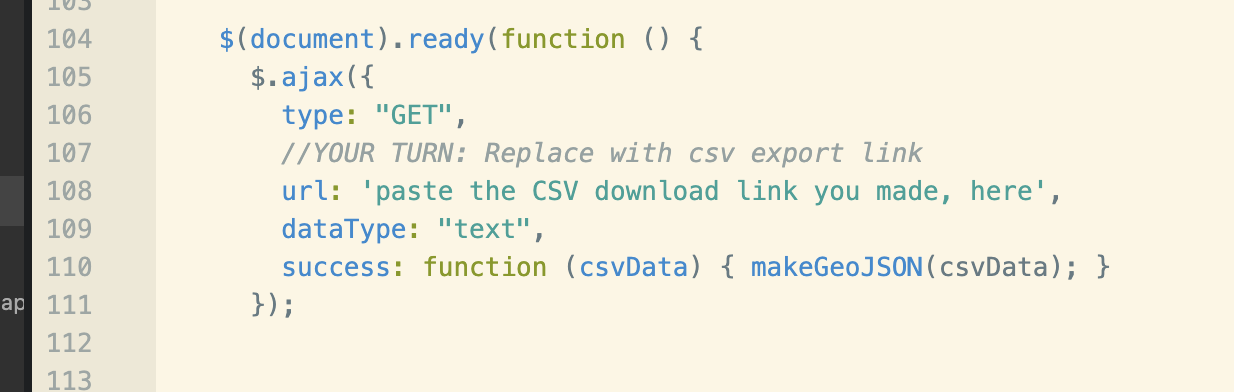 103
104 $(document).ready(function () {
105 $.ajax({
106 type: "GET",
107 //YOUR TURN: Replace with csv export link
108 url: 'paste the CSV download link you made, here',
109 dataType: "text",
110 success: function (csvData) { makeGeoJSON(csvData); }
ap 111 });
112
113